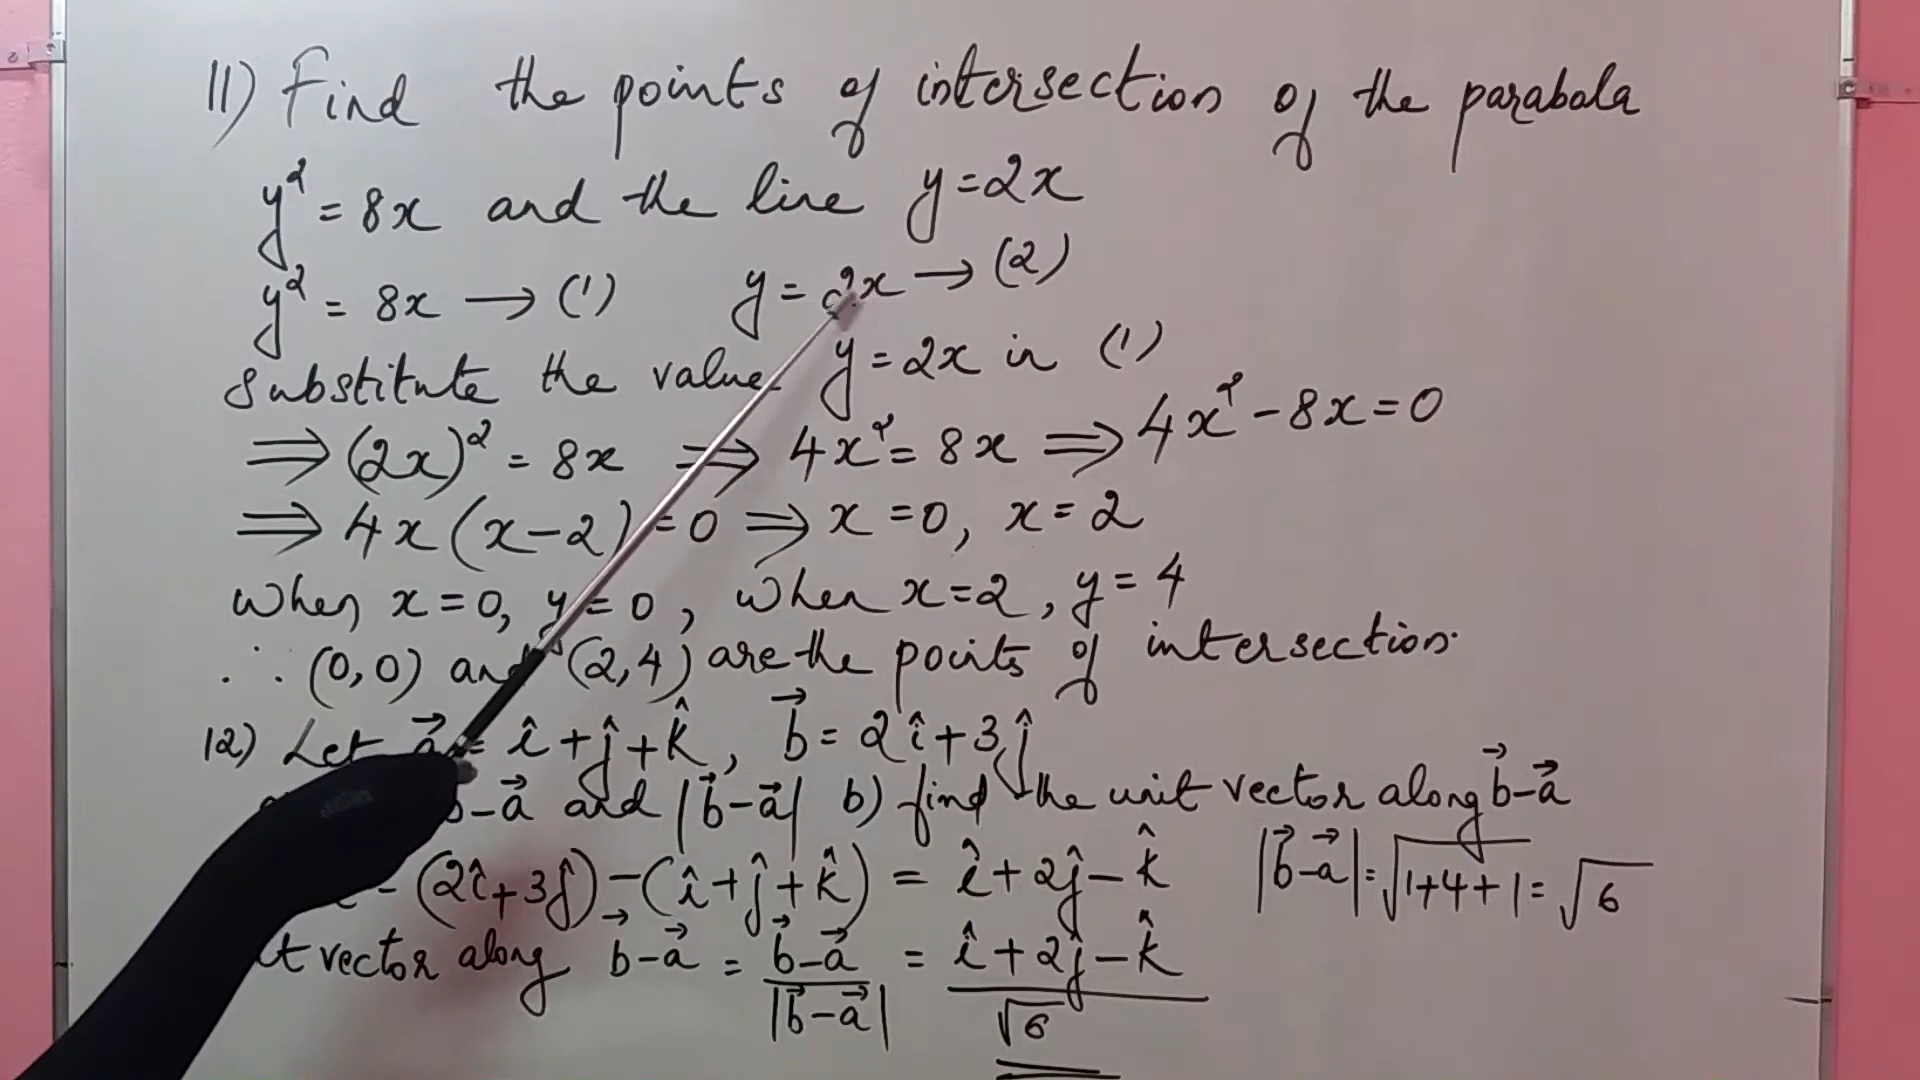 11) Find the points of intersection of the parabala
y² = 8x and the line y=2x
y² = 8x → (1) y = 2x → (2)
Substitute the value y = 2x in (1)
⇒ (2x)² = 8x ⇒ 4x² = 8x ⇒ 4x² - 8x = 0
⇒ 4x (x-2) = 0 ⇒ x = 0, x = 2
When x = 0, y = 0, when x = 2, y = 4
∴ (0,0) and (2,4) are the points of intersection.
12) Let a⃗ = î + ĵ + k̂, b⃗ = 2î + 3ĵ
b⃗-a⃗ and |b⃗-a⃗| b) find the unit vector along b⃗-a⃗
(2î + 3ĵ) - (î + ĵ + k̂) = î + 2ĵ - k̂ |b⃗-a⃗| = √1+4+1 = √6
vector along b⃗-a⃗ = b⃗-a⃗/|b⃗-a⃗| = î + 2ĵ - k̂/√6